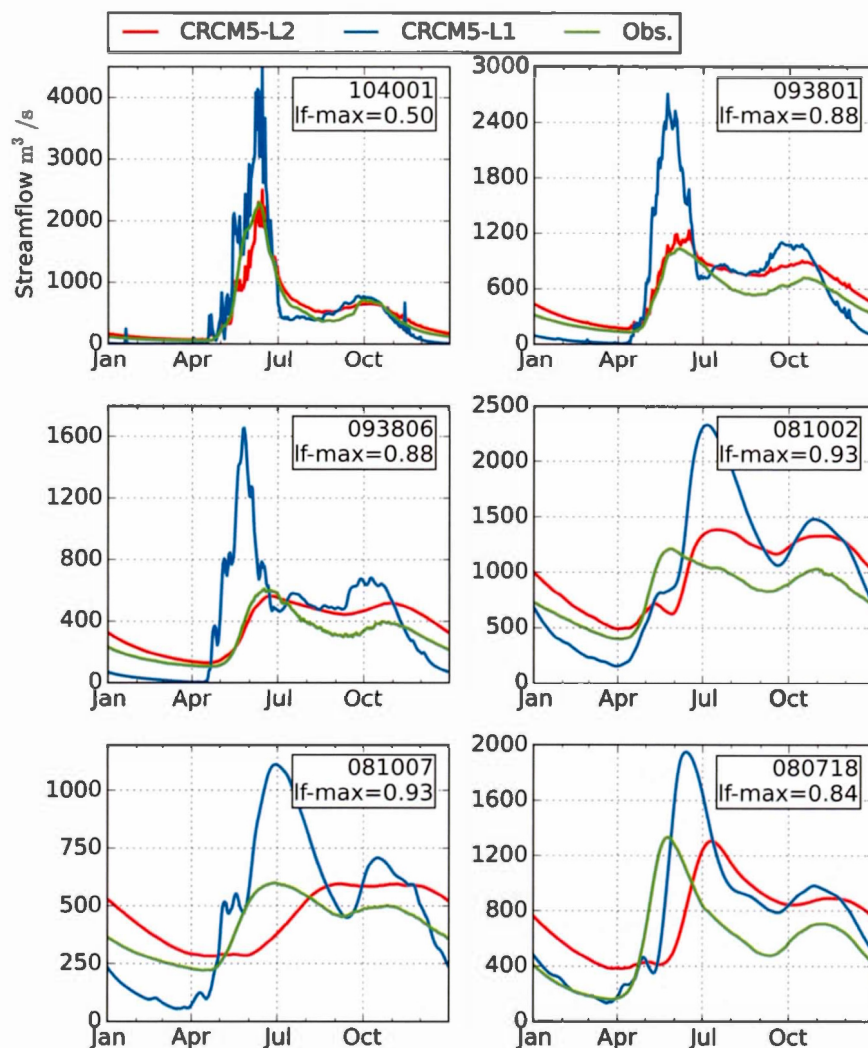 CRCM5-L2 CRCM5-L1 Obs.
Streamflow m³/s
104001
lf-max=0.50
4000
3000
2000
1000
0
Jan Apr Jul Oct
093801
lf-max=0.88
3000
2400
1800
1200
600
0
Jan Apr Jul Oct
093806
lf-max=0.88
1600
1200
800
400
0
Jan Apr Jul Oct
081002
lf-max=0.93
2500
2000
1500
1000
500
0
Jan Apr Jul Oct
081007
lf-max=0.93
1000
750
500
250
0
Jan Apr Jul Oct
080718
lf-max=0.84
2000
1600
1200
800
400
0
Jan Apr Jul Oct